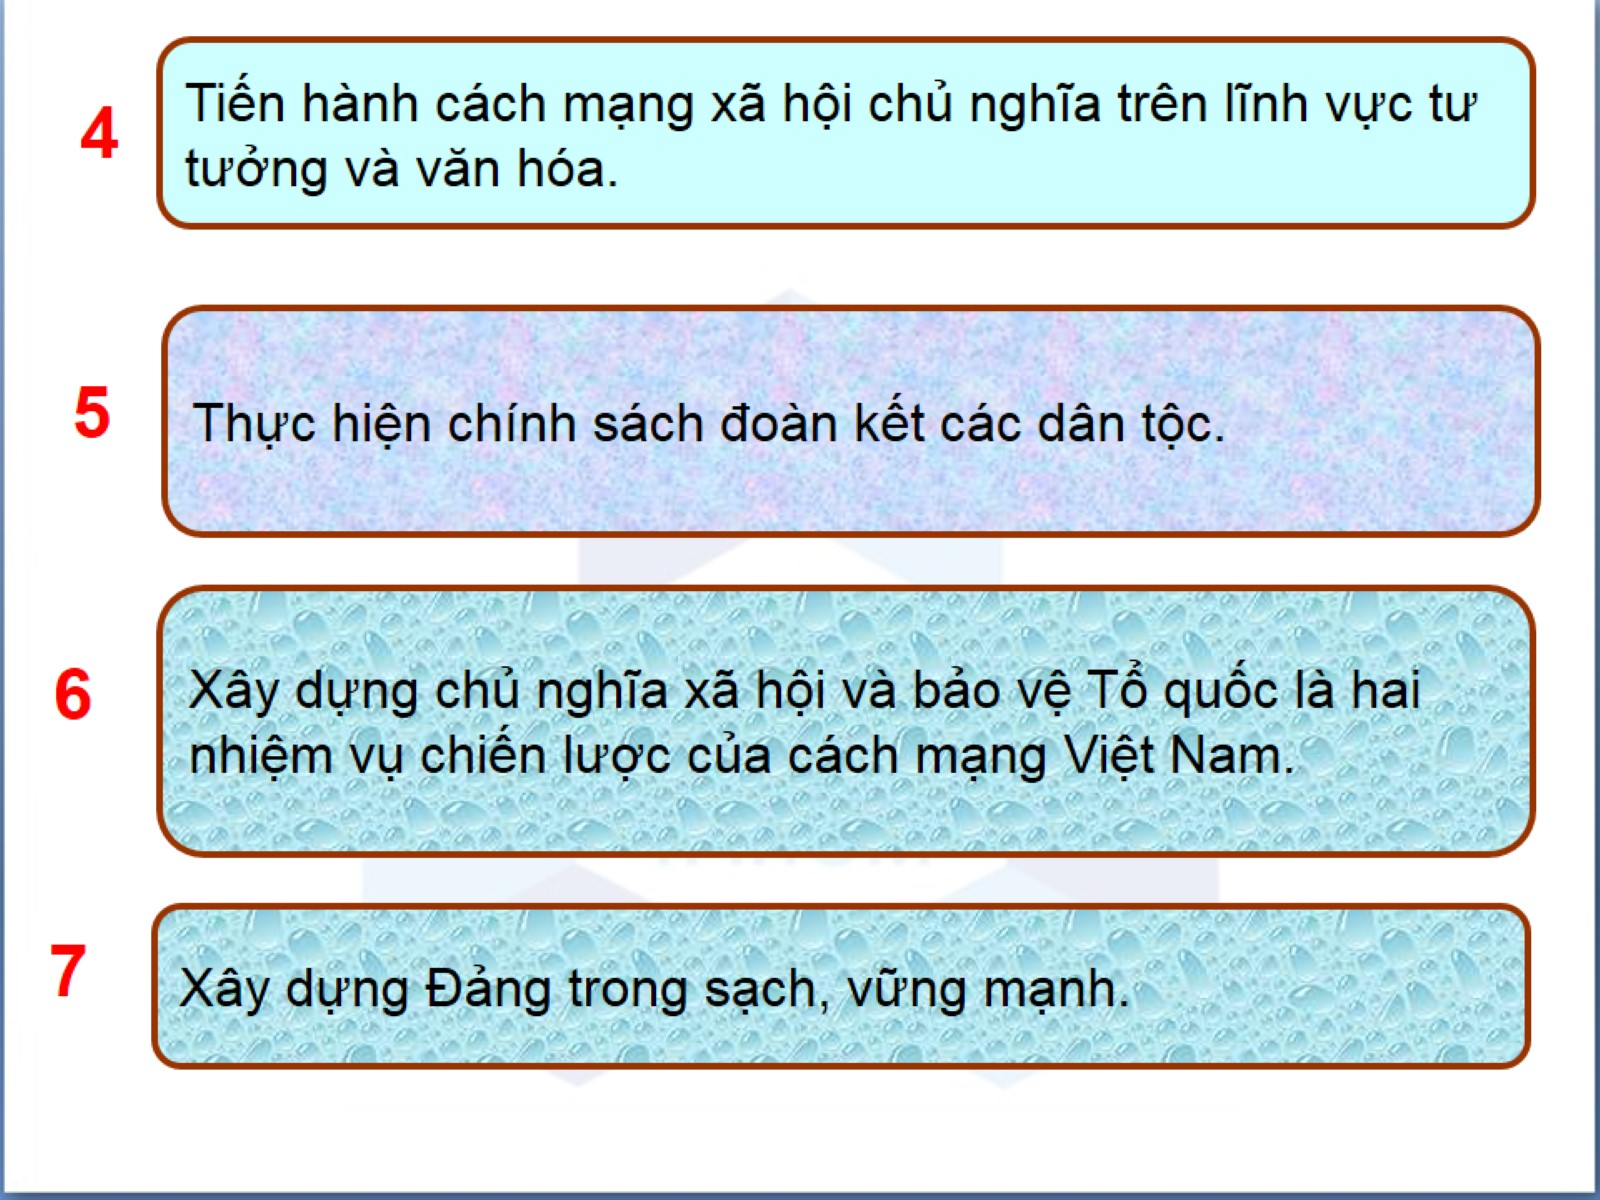 4
Tiến hành cách mạng xã hội chủ nghĩa trên lĩnh vực tư
tưởng và văn hóa.
5
Thực hiện chính sách đoàn kết các dân tộc.
6
Xây dựng chủ nghĩa xã hội và bảo vệ Tổ quốc là hai
nhiệm vụ chiến lược của cách mạng Việt Nam.
7
Xây dựng Đảng trong sạch, vững mạnh.